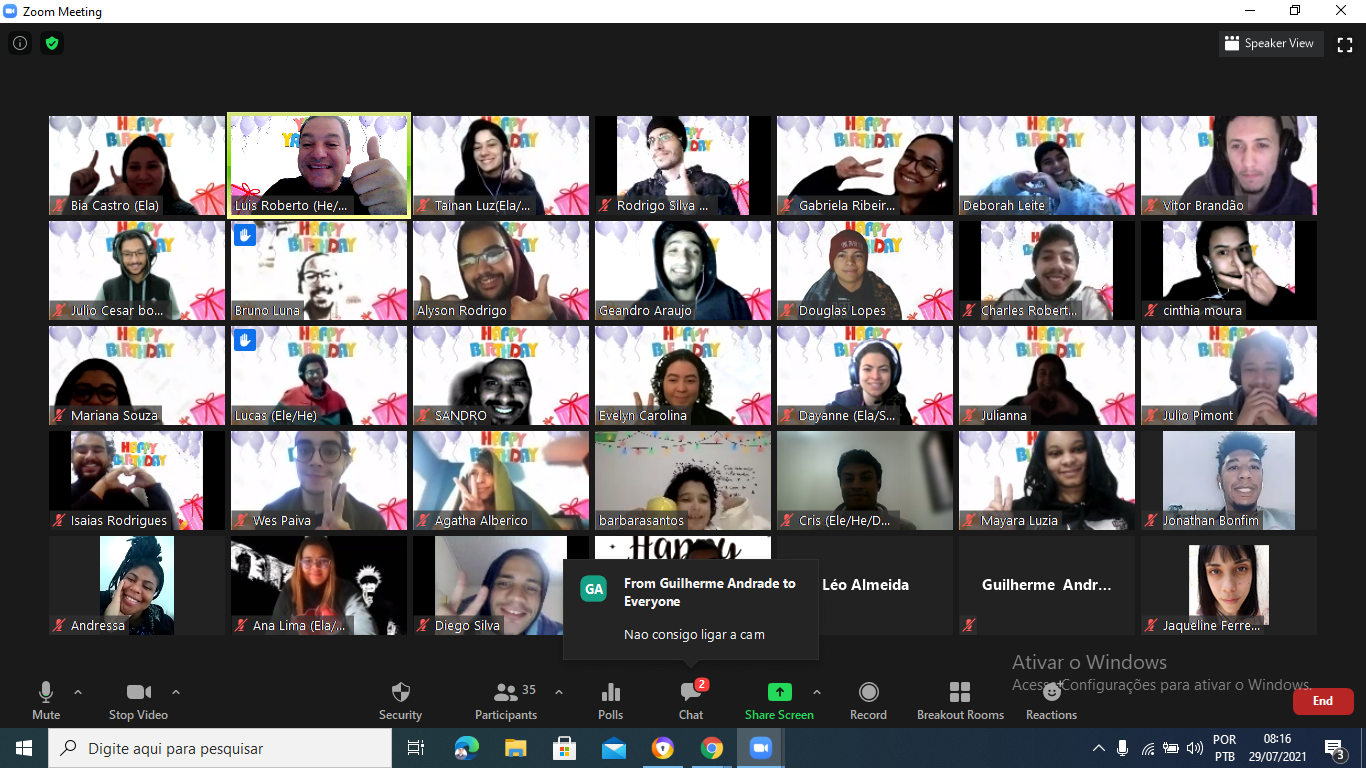 Zoom Meeting
Speaker View
HAPPY BIRTHDAY
Bia Castro (Ela)
Luis Roberto (He/...
Tainan Luz(Ela/...
Rodrigo Silva ...
Gabriela Ribeir...
Deborah Leite
Vitor Brandão
Julio Cesar bo...
Bruno Luna
Alyson Rodrigo
Geandro Araujo
Douglas Lopes
Charles Robert...
cinthia moura
Mariana Souza
Lucas (Ele/He)
SANDRO
Evelyn Carolina
Dayanne (Ela/S...
Julianna
Julio Pimont
Isaias Rodrigues
Wes Paiva
Agatha Alberico
barbarasantos
Cris (Ele/He/D...
Mayara Luzia
Jonathan Bonfim
Andressa
Ana Lima (Ela/...
Diego Silva
Happy
Léo Almeida
Guilherme Andr...
Jaqueline Ferre...
GA
From Guilherme Andrade to
Everyone
Nao consigo ligar a cam
Ativar o Windows
Acesse Configurações para ativar o Windows.
Mute
Stop Video
Security
35
Participants
Polls
2
Chat
Share Screen
Record
Breakout Rooms
Reactions
End
Digite aqui para pesquisar
POR
PTB
08:16
29/07/2021
3